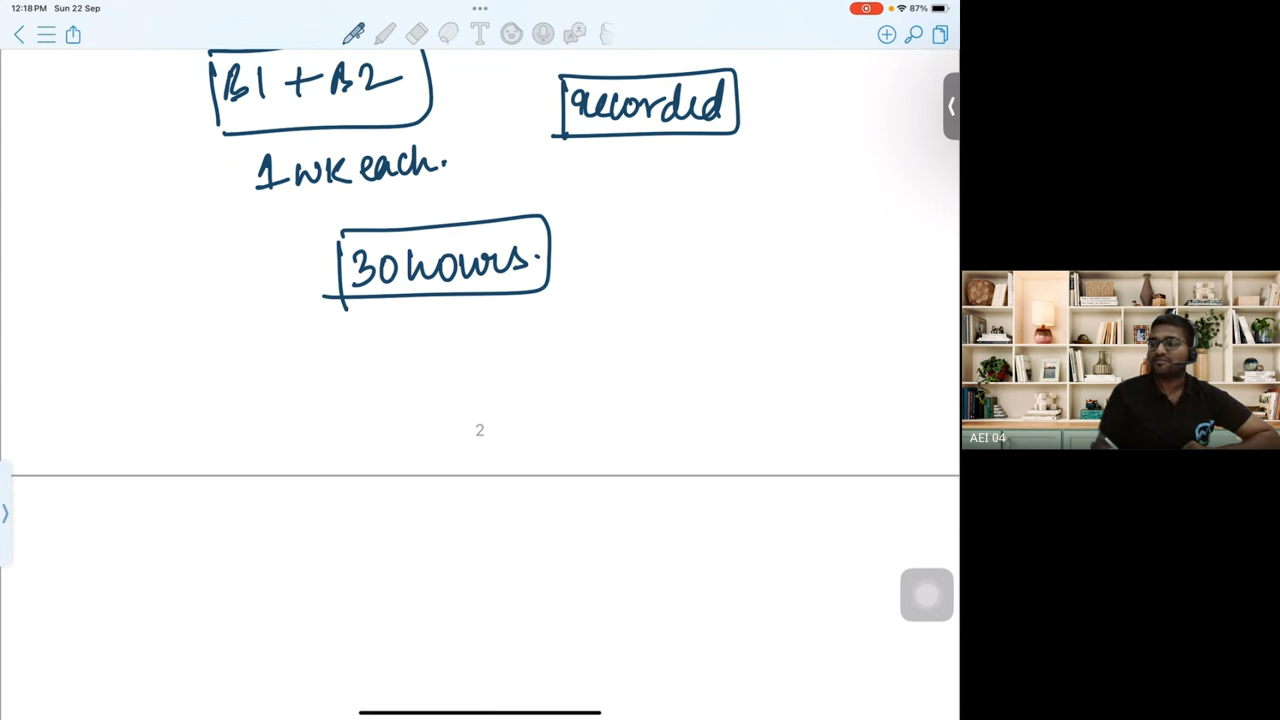 12:18 PM Sun 22 Sep
87%
B1 + B2
recorded
1 wk each.
30 hours.
2
AEI 04